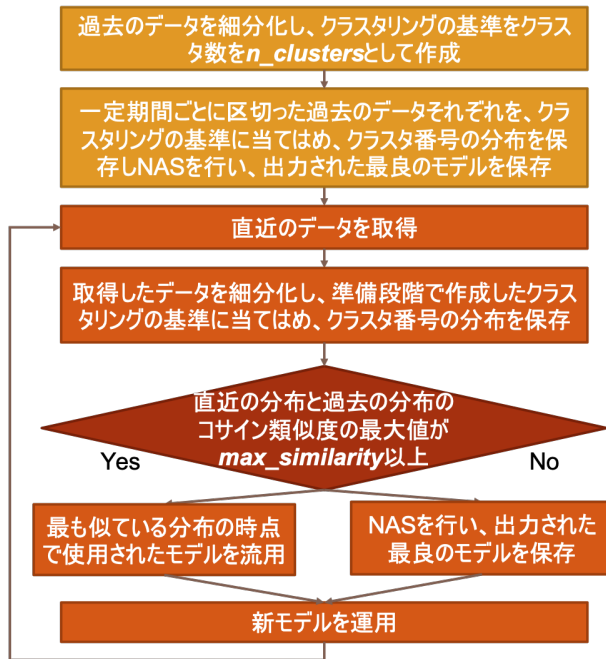 過去のデータを細分化し、クラスタリングの基準をクラス
タ数をn_clustersとして作成
一定期間ごとに区切った過去のデータそれぞれを、クラ
スタリングの基準に当てはめ、クラスタ番号の分布を保
存しNASを行い、出力された最良のモデルを保存
直近のデータを取得
取得したデータを細分化し、準備段階で作成したクラス
タリングの基準に当てはめ、クラスタ番号の分布を保存
直近の分布と過去の分布の
コサイン類似度の最大値が
max_similarity以上
Yes
No
最も似ている分布の時点
で使用されたモデルを流用
NASを行い、出力された
最良のモデルを保存
新モデルを運用